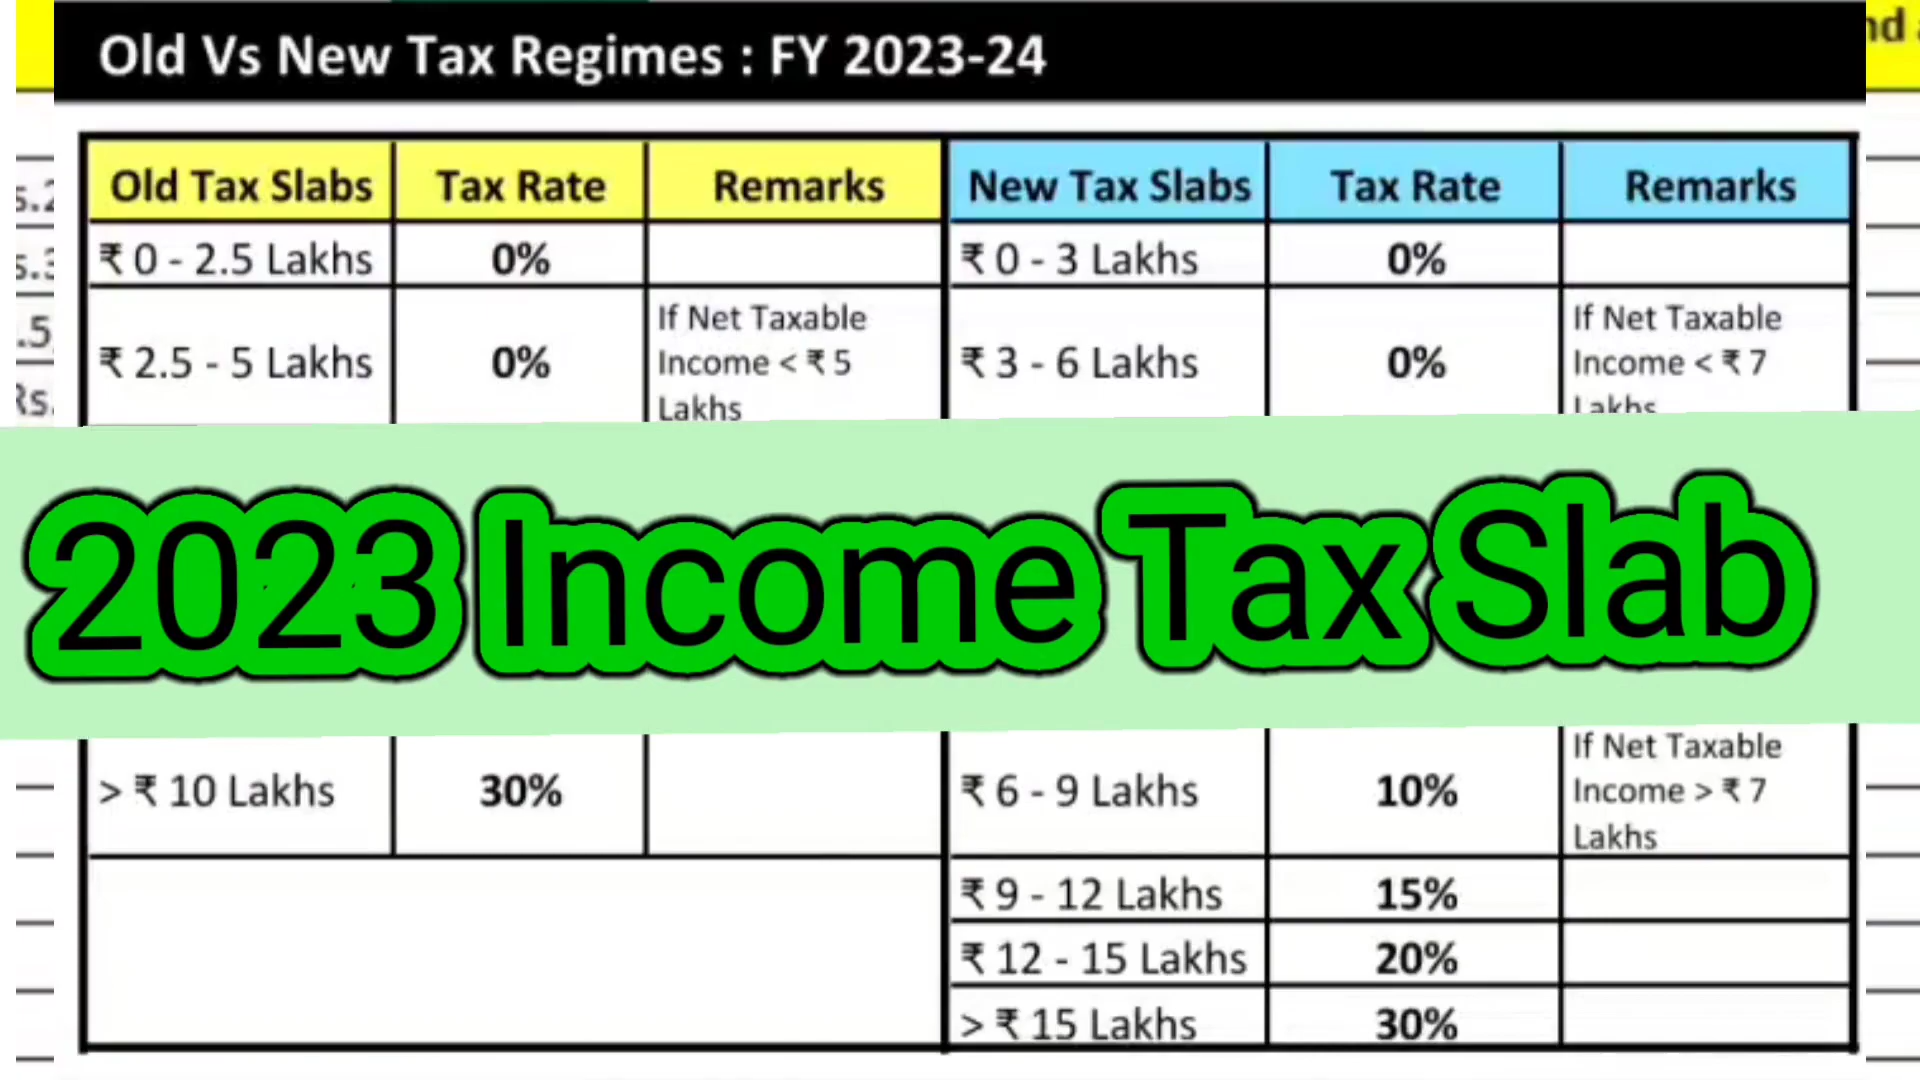 nd
Old Vs New Tax Regimes : FY 2023-24
Old Tax Slabs Tax Rate Remarks New Tax Slabs Tax Rate Remarks
₹ 0 - 2.5 Lakhs 0% ₹ 0 - 3 Lakhs 0%
₹ 2.5 - 5 Lakhs 0% If Net Taxable Income < ₹ 5 Lakhs ₹ 3 - 6 Lakhs 0% If Net Taxable Income < ₹ 7 Lakhs
2023 Income Tax Slab
> ₹ 10 Lakhs 30% ₹ 6 - 9 Lakhs 10% If Net Taxable Income > ₹ 7 Lakhs
₹ 9 - 12 Lakhs 15%
₹ 12 - 15 Lakhs 20%
> ₹ 15 Lakhs 30%